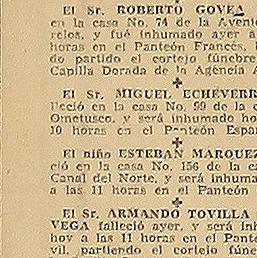 El Sr. ROBERTO GOVEA
en la casa No. 74 de la Aveni
relos, y fué inhumado ayer a
horas en el Panteón Francés, h
do partido el cortejo fúnebre
Capilla Dorada de la Agencia A
El Sr. MIGUEL ECHEVERR
lleció en la casa No. 99 de la c
Ometusco, y será inhumado ho
10 horas en el Panteón Espa
El niño ESTEBAN MARQUEZ
ció en la casa No. 156 de la ca
Canal del Norte, y será inhuma
a las 11 horas en el Panteón
El Sr. ARMANDO TOVILLA
VEGA falleció ayer, y será inh
hoy a las 11 horas en el Pante
vil, partiendo el cortejo fúne